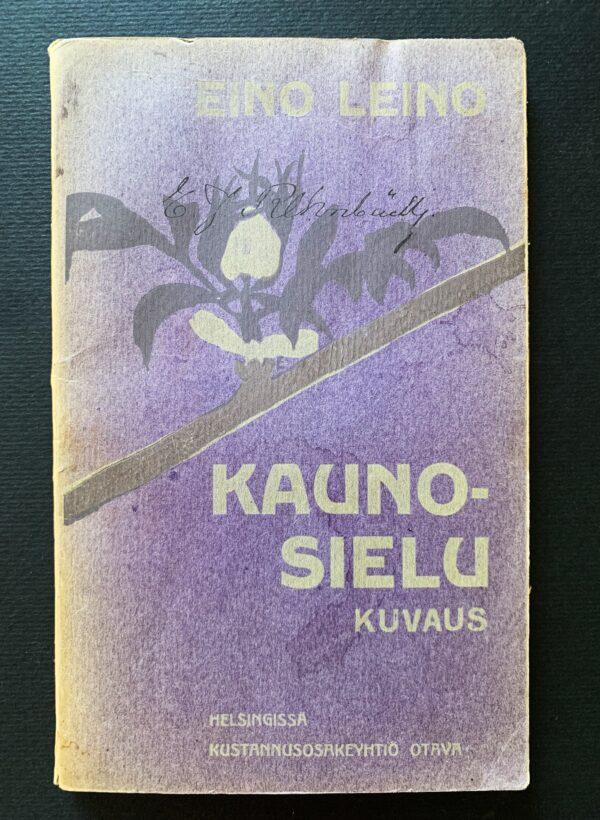 EINO LEINO
E J
KAUNO-
SIELU
KUVAUS
HELSINGISSÄ
KUSTANNUSOSAKEYHTIÖ OTAVA